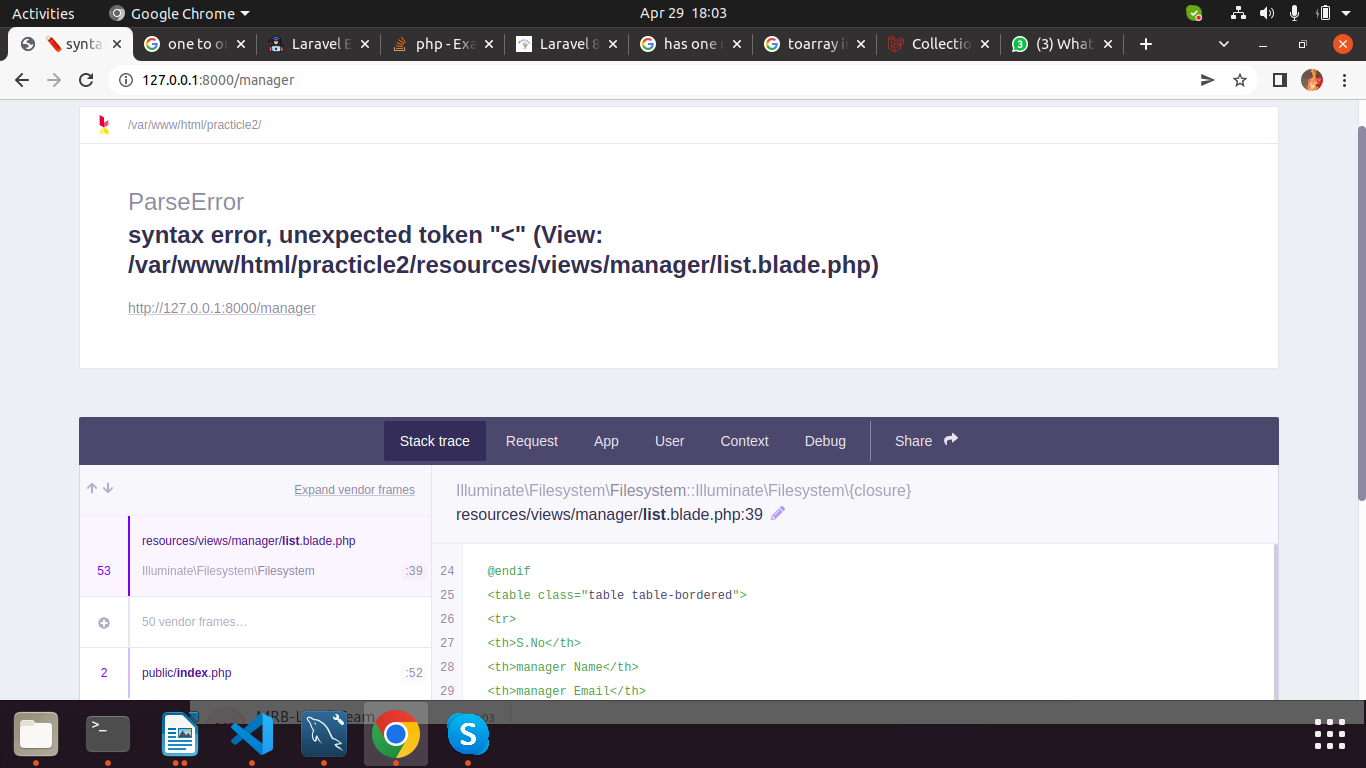 Activities
Google Chrome
Apr 29 18:03
synta
one to o
Laravel E
php - Exa
Laravel 8
has one
toarray i
Collectio
(3) What
127.0.0.1:8000/manager
/var/www/html/practicle2/
ParseError
syntax error, unexpected token "<" (View:
/var/www/html/practicle2/resources/views/manager/list.blade.php)
http://127.0.0.1:8000/manager
Stack trace
Request
App
User
Context
Debug
Share
Expand vendor frames
Illuminate\Filesystem\Filesystem::Illuminate\Filesystem\{closure}
resources/views/manager/list.blade.php:39
resources/views/manager/list.blade.php
53
Illuminate\Filesystem\Filesystem
:39
50 vendor frames…
2
public/index.php
:52
24 @endif
25 <table class="table table-bordered">
26 <tr>
27 <th>S.No</th>
28 <th>manager Name</th>
29 <th>manager Email</th>